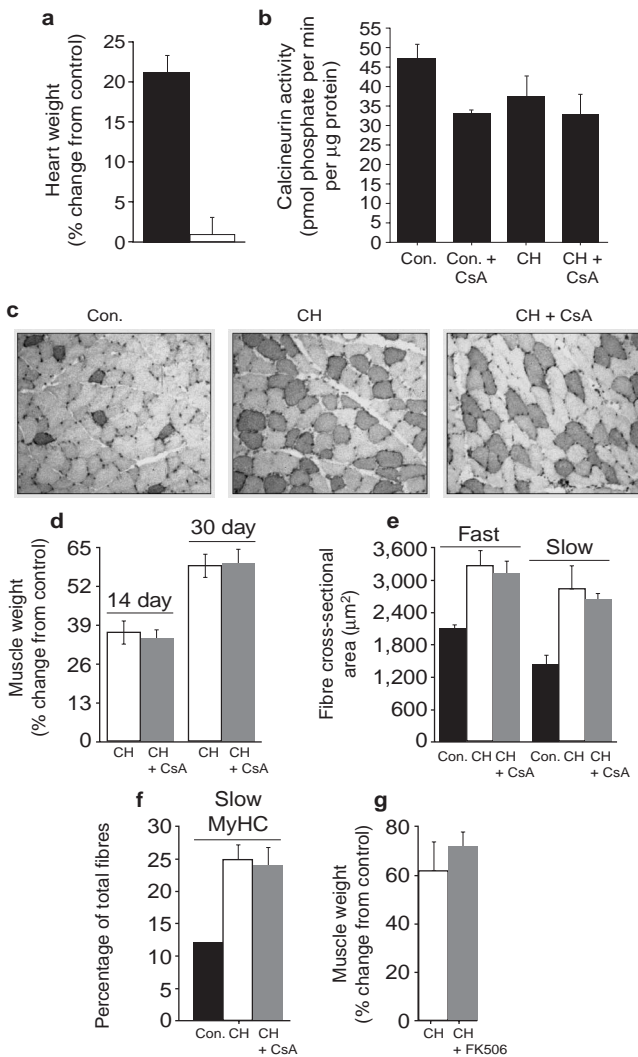 a
Heart weight
(% change from control)
25
20
15
10
5
0
b
Calcineurin activity
(pmol phosphate per min
per μg protein)
55
50
45
40
35
30
25
20
15
10
5
0
Con.
Con. +
CsA
CH
CH +
CsA
c
Con.
CH
CH + CsA
d
Muscle weight
(% change from control)
65
52
39
26
13
0
14 day
30 day
CH
CH
+ CsA
CH
CH
+ CsA
e
Fibre cross-sectional
area (μm²)
3,600
3,000
2,400
1,800
1,200
600
0
Fast
Slow
Con.
CH
CH
+ CsA
Con.
CH
CH
+ CsA
f
Percentage of total fibres
30
25
20
15
10
5
0
Slow
MyHC
Con.
CH
CH
+ CsA
g
Muscle weight
(% change from control)
80
60
40
20
0
CH
CH
+ FK506